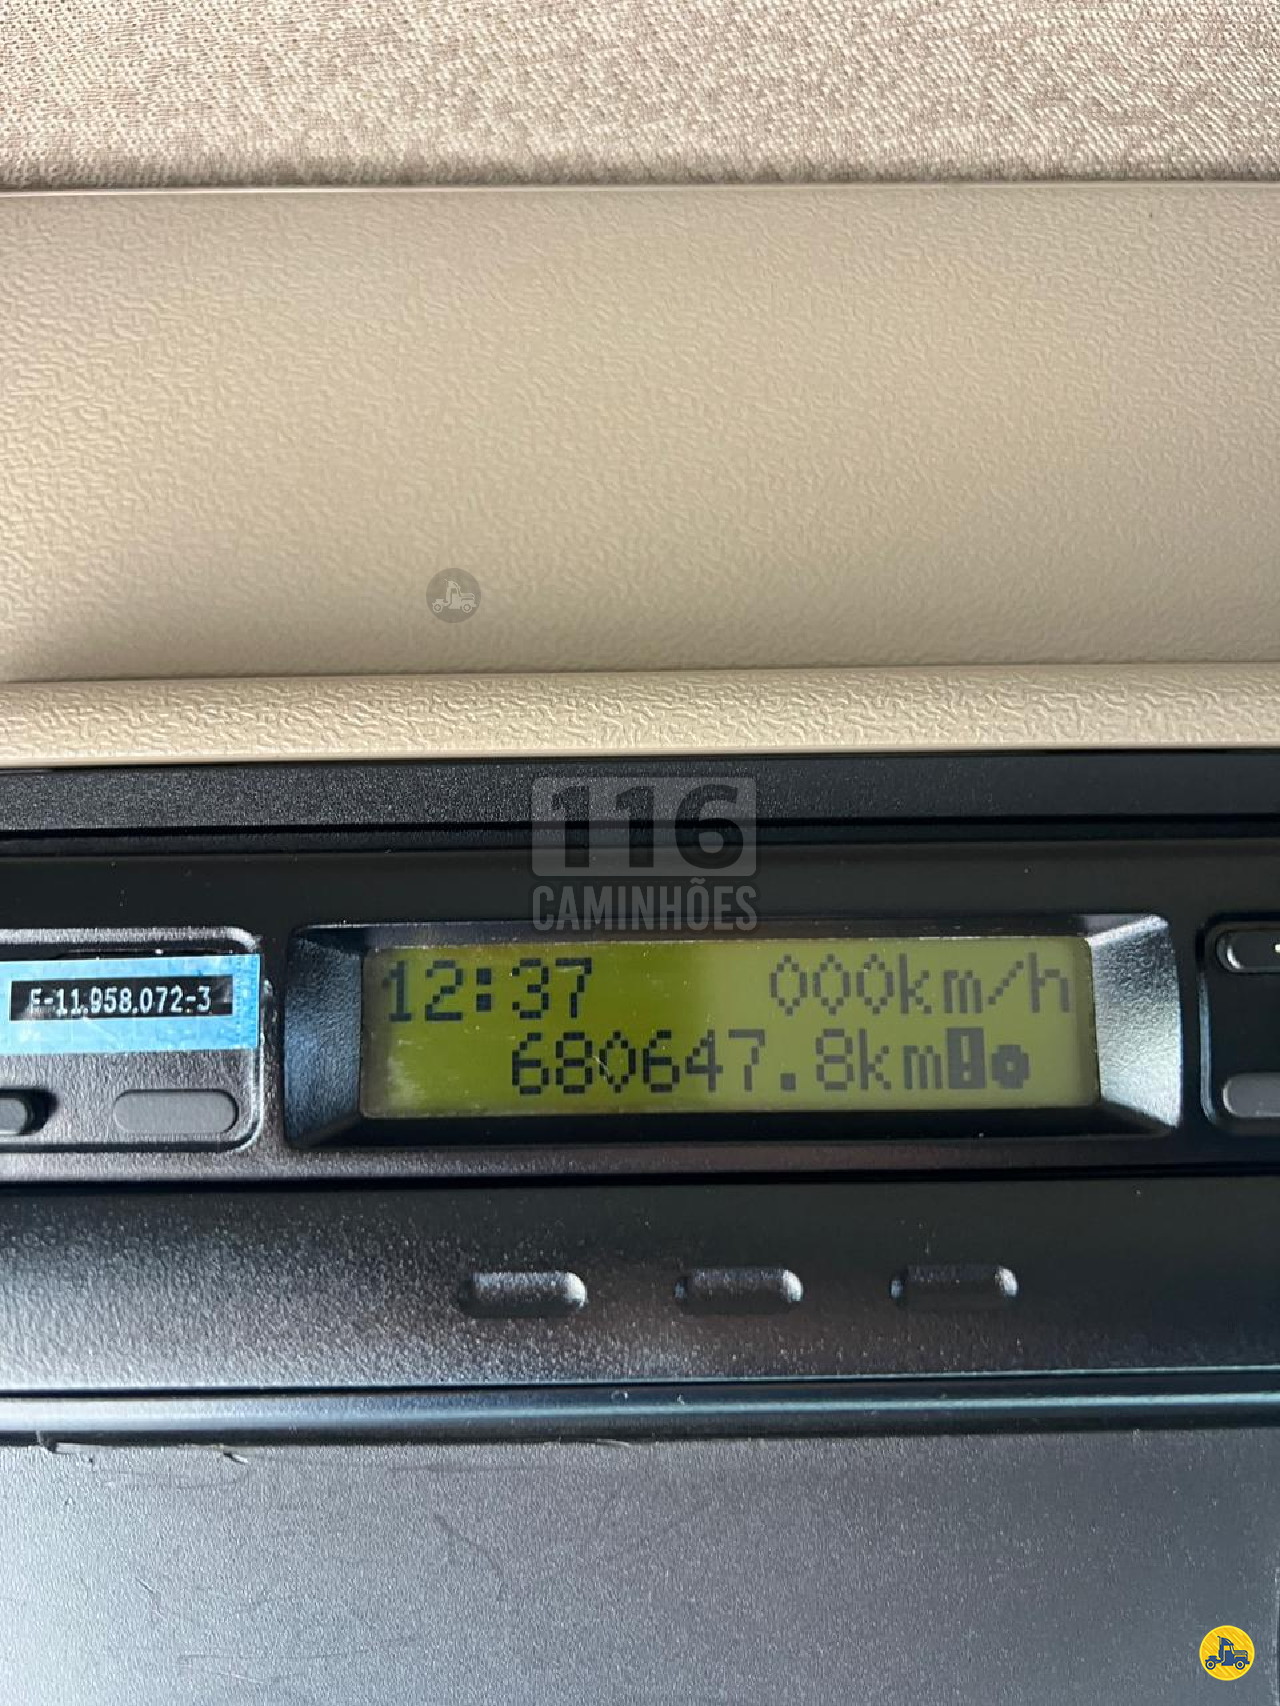 116
CAMINHÕES
12:37 000km/h
E-11.958.072-3
680647.8km